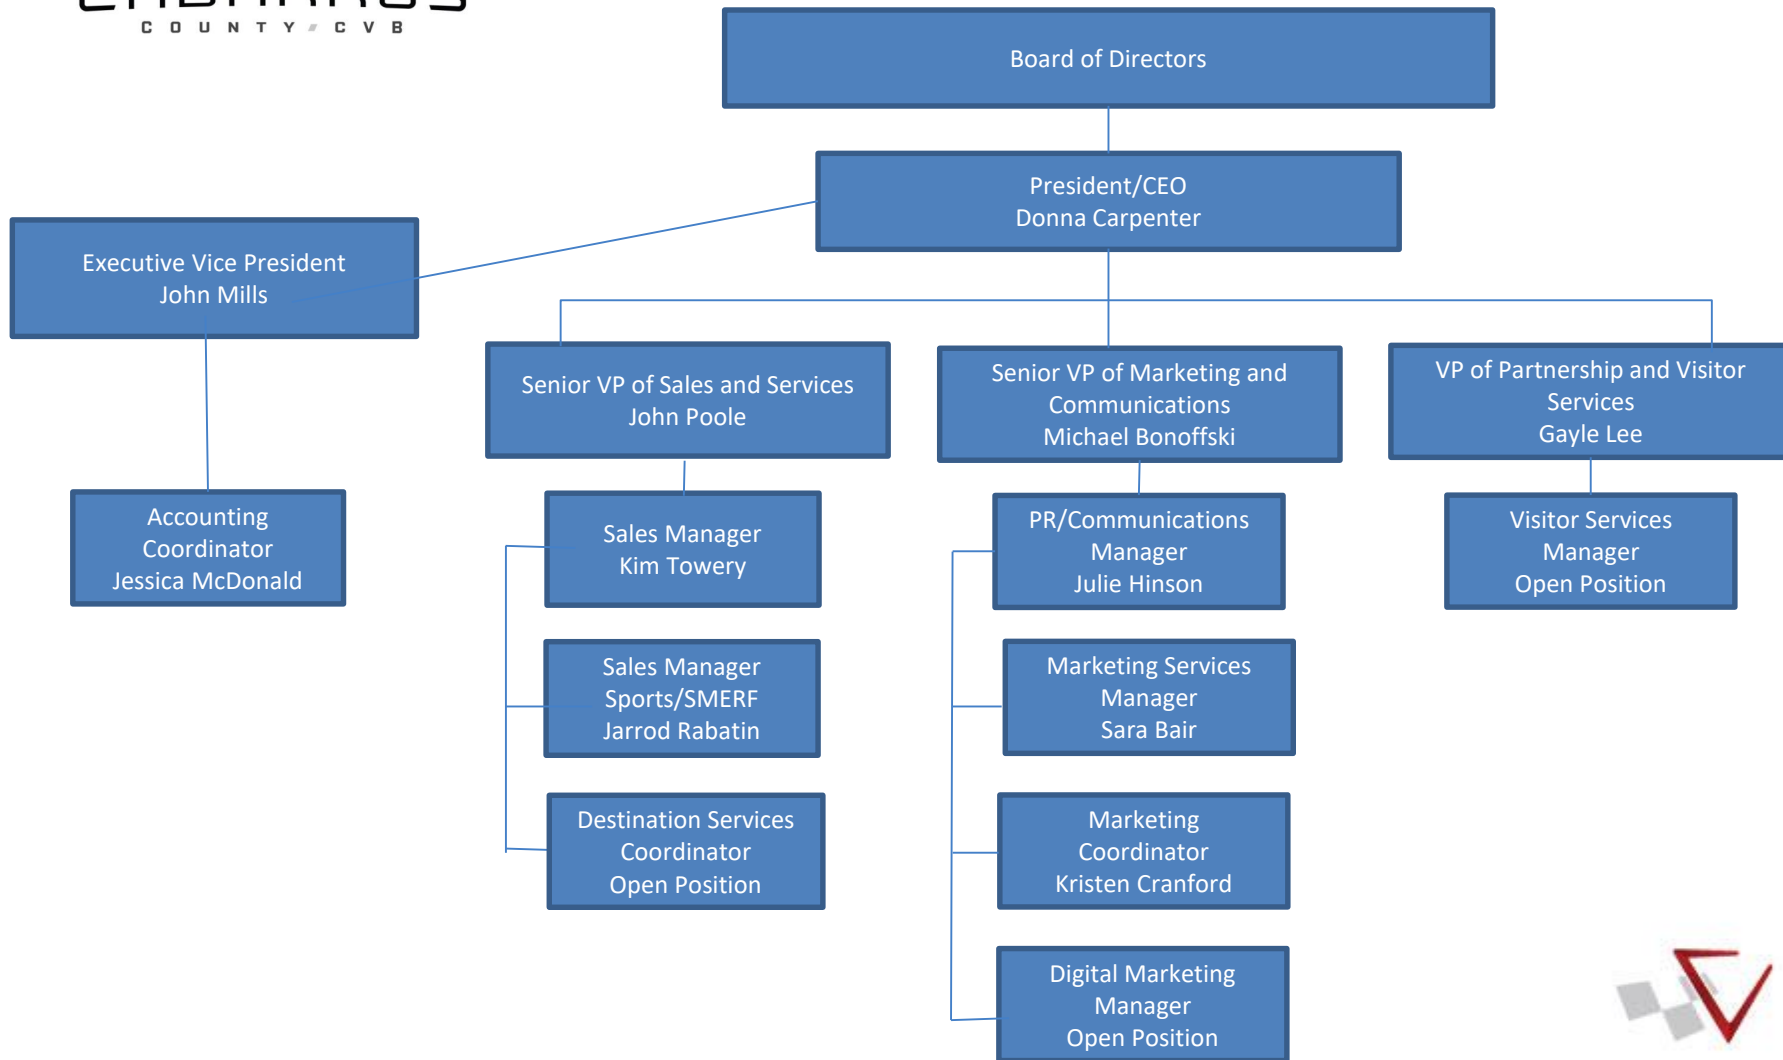 CABARRUS
COUNTY CVB
Board of Directors
President/CEO
Donna Carpenter
Executive Vice President
John Mills
Senior VP of Sales and Services
John Poole
Senior VP of Marketing and
Communications
Michael Bonoffski
VP of Partnership and Visitor
Services
Gayle Lee
Accounting
Coordinator
Jessica McDonald
Sales Manager
Kim Towery
PR/Communications
Manager
Julie Hinson
Visitor Services
Manager
Open Position
Sales Manager
Sports/SMERF
Jarrod Rabatin
Marketing Services
Manager
Sara Bair
Destination Services
Coordinator
Open Position
Marketing
Coordinator
Kristen Cranford
Digital Marketing
Manager
Open Position